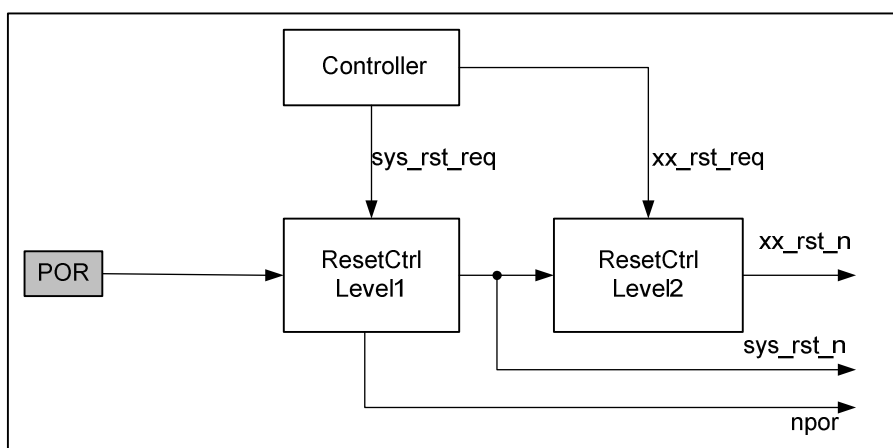 Controller
sys_rst_req
xx_rst_req
POR
ResetCtrl
Level1
ResetCtrl
Level2
xx_rst_n
sys_rst_n
npor